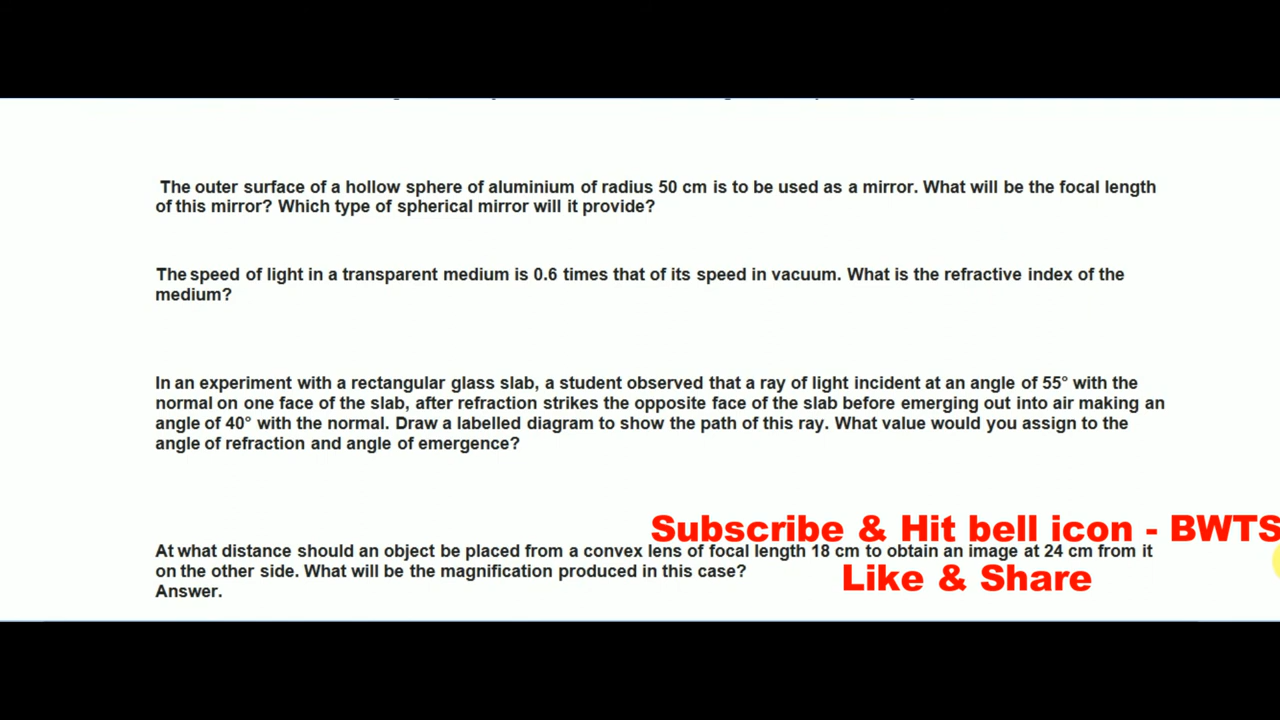 The outer surface of a hollow sphere of aluminium of radius 50 cm is to be used as a mirror. What will be the focal length
of this mirror? Which type of spherical mirror will it provide?
The speed of light in a transparent medium is 0.6 times that of its speed in vacuum. What is the refractive index of the
medium?
In an experiment with a rectangular glass slab, a student observed that a ray of light incident at an angle of 55° with the
normal on one face of the slab, after refraction strikes the opposite face of the slab before emerging out into air making an
angle of 40° with the normal. Draw a labelled diagram to show the path of this ray. What value would you assign to the
angle of refraction and angle of emergence?
Subscribe & Hit bell icon - BWTS
At what distance should an object be placed from a convex lens of focal length 18 cm to obtain an image at 24 cm from it
on the other side. What will be the magnification produced in this case?
Like & Share
Answer.